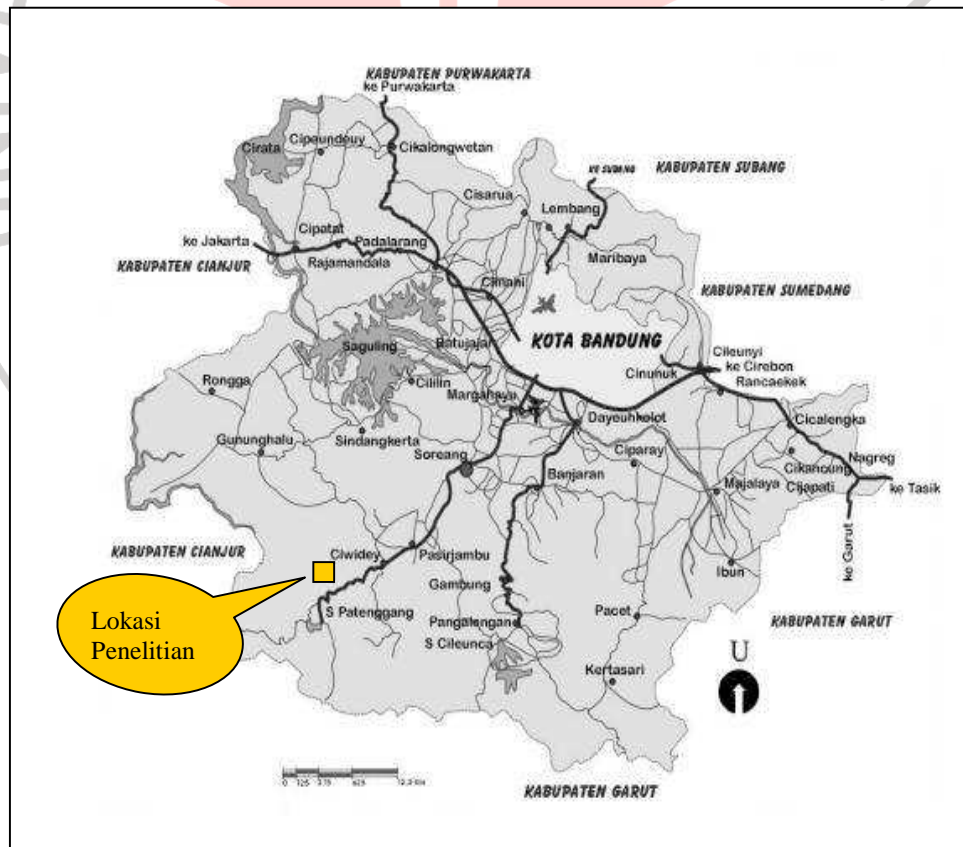 KABUPATEN PURWAKARTA
ke Purwakarta
Cirata
Cipeundeuy
Cikalongwetan
KE SUBANG
KABUPATEN SUBANG
Cisarua
Lembang
ke Jakarta
Cipatat
Padalarang
Rajamandala
Maribaya
KABUPATEN CIANJUR
Cimahi
KABUPATEN SUMEDANG
Saguling
Batujajar
KOTA BANDUNG
Cileunyi
ke Cirebon
Cinunuk
Rancaekek
Rongga
Cililin
Margahayu
Dayeuhkolot
Cicalengka
Gununghalu
Sindangkerta
Soreang
Ciparay
Nagreg
Banjaran
Cikancung
Majalaya
Cijapati
ke Tasik
KABUPATEN CIANJUR
Ciwidey
Pasirjambu
ke Garut
Gambung
Ibun
S Patenggang
Pacet
Lokasi
Penelitian
Pangalengan
KABUPATEN GARUT
S Cileunca
U
Kertasari
KABUPATEN GARUT